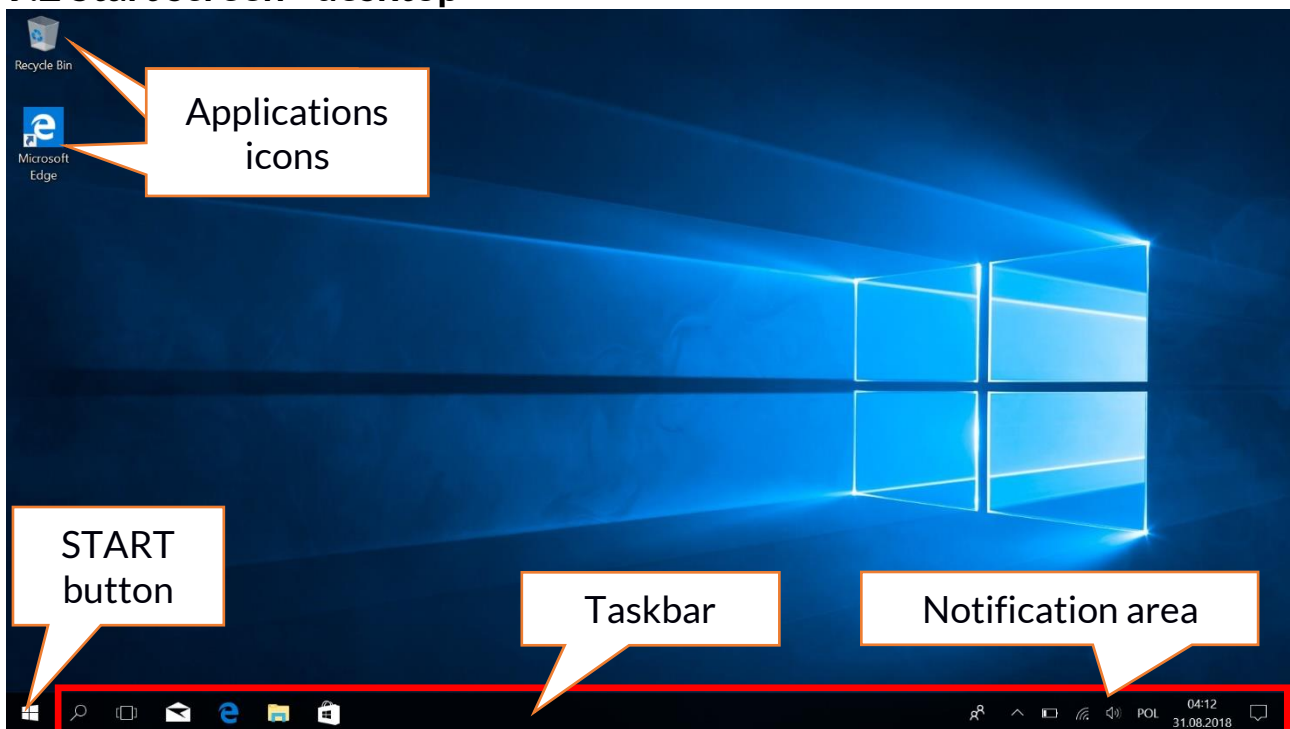 Recycle Bin
Applications
icons
Microsoft
Edge
START
button
Taskbar
Notification area
POL
04:12
31.08.2018